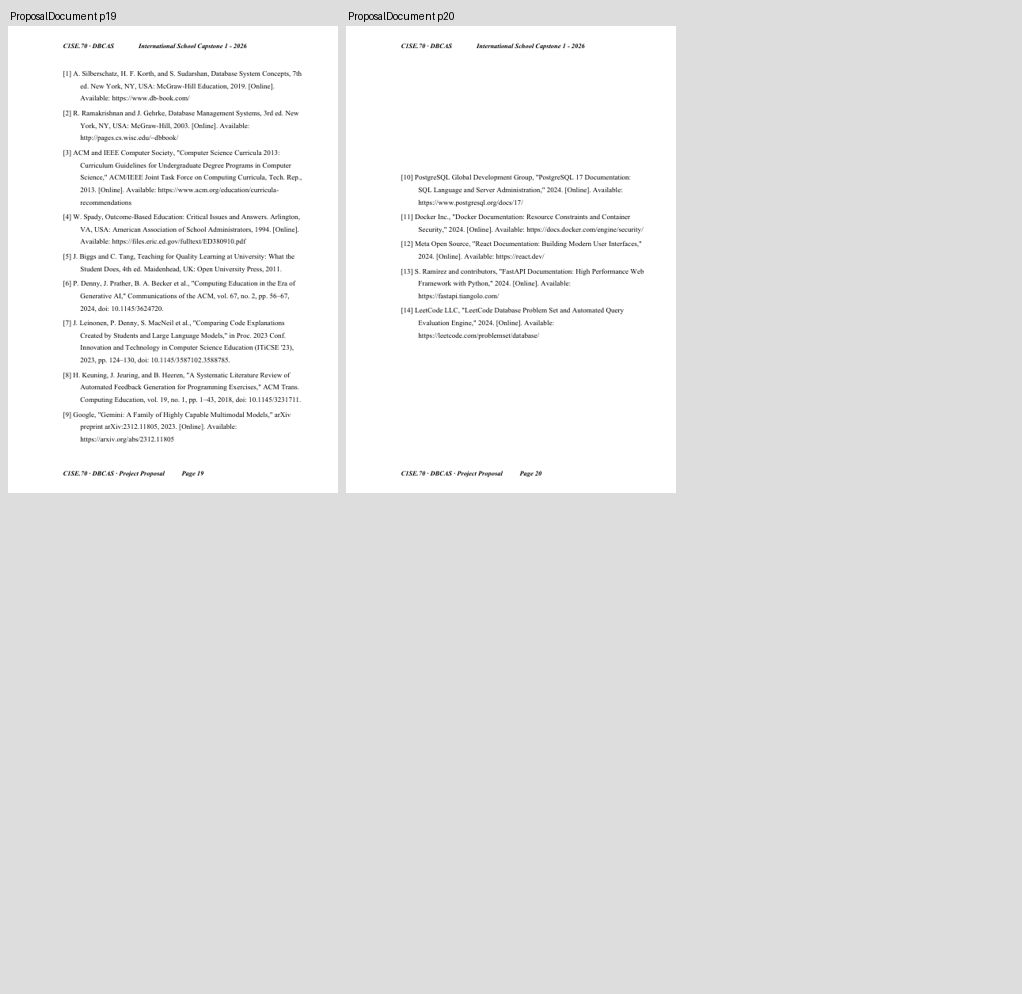 ProposalDocument p19
CISE.70 · DBCAS International School Capstone 1 - 2026
[1] A. Silberschatz, H. F. Korth, and S. Sudarshan, Database System Concepts, 7th
ed. New York, NY, USA: McGraw-Hill Education, 2019. [Online].
Available: https://www.db-book.com/
[2] R. Ramakrishnan and J. Gehrke, Database Management Systems, 3rd ed. New
York, NY, USA: McGraw-Hill, 2003. [Online]. Available:
http://pages.cs.wisc.edu/~dbbook/
[3] ACM and IEEE Computer Society, "Computer Science Curricula 2013:
Curriculum Guidelines for Undergraduate Degree Programs in Computer
Science," ACM/IEEE Joint Task Force on Computing Curricula, Tech. Rep.,
2013. [Online]. Available: https://www.acm.org/education/curricula-
recommendations
[4] W. Spady, Outcome-Based Education: Critical Issues and Answers. Arlington,
VA, USA: American Association of School Administrators, 1994. [Online].
Available: https://files.eric.ed.gov/fulltext/ED380910.pdf
[5] J. Biggs and C. Tang, Teaching for Quality Learning at University: What the
Student Does, 4th ed. Maidenhead, UK: Open University Press, 2011.
[6] P. Denny, J. Prather, B. A. Becker et al., "Computing Education in the Era of
Generative AI," Communications of the ACM, vol. 67, no. 2, pp. 56–67,
2024, doi: 10.1145/3624720.
[7] J. Leinonen, P. Denny, S. MacNeil et al., "Comparing Code Explanations
Created by Students and Large Language Models," in Proc. 2023 Conf.
Innovation and Technology in Computer Science Education (ITiCSE '23),
2023, pp. 124–130, doi: 10.1145/3587102.3588785.
[8] H. Keuning, J. Jeuring, and B. Heeren, "A Systematic Literature Review of
Automated Feedback Generation for Programming Exercises," ACM Trans.
Computing Education, vol. 19, no. 1, pp. 1–43, 2018, doi: 10.1145/3231711.
[9] Google, "Gemini: A Family of Highly Capable Multimodal Models," arXiv
preprint arXiv:2312.11805, 2023. [Online]. Available:
https://arxiv.org/abs/2312.11805
CISE.70 · DBCAS · Project Proposal Page 19
ProposalDocument p20
CISE.70 · DBCAS International School Capstone 1 - 2026
[10] PostgreSQL Global Development Group, "PostgreSQL 17 Documentation:
SQL Language and Server Administration," 2024. [Online]. Available:
https://www.postgresql.org/docs/17/
[11] Docker Inc., "Docker Documentation: Resource Constraints and Container
Security," 2024. [Online]. Available: https://docs.docker.com/engine/security/
[12] Meta Open Source, "React Documentation: Building Modern User Interfaces,"
2024. [Online]. Available: https://react.dev/
[13] S. Ramirez and contributors, "FastAPI Documentation: High Performance Web
Framework with Python," 2024. [Online]. Available:
https://fastapi.tiangolo.com/
[14] LeetCode LLC, "LeetCode Database Problem Set and Automated Query
Evaluation Engine," 2024. [Online]. Available:
https://leetcode.com/problemset/database/
CISE.70 · DBCAS · Project Proposal Page 20